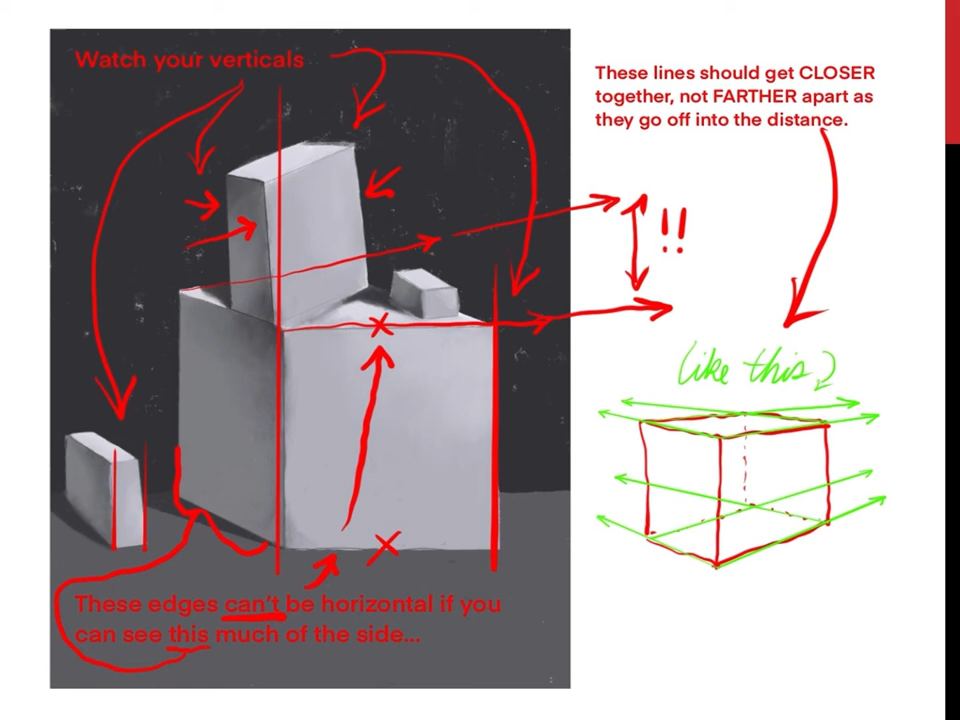 Watch your verticals
These lines should get CLOSER
together, not FARTHER apart as
they go off into the distance.
!!
(like this)
These edges can't be horizontal if you
can see this much of the side...